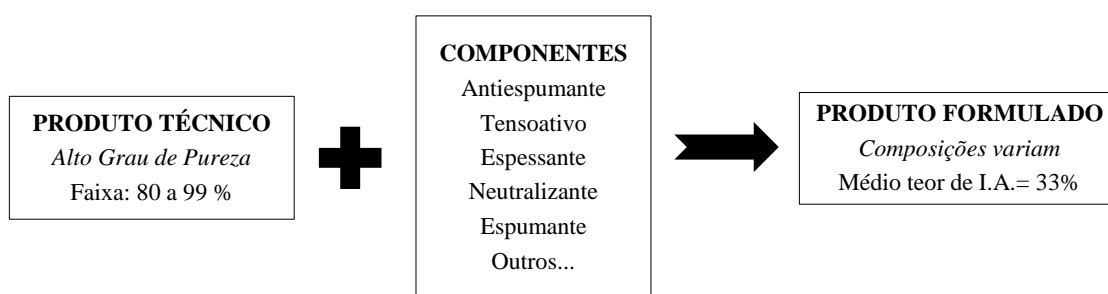 PRODUTO TÉCNICO
Alto Grau de Pureza
Faixa: 80 a 99 %
COMPONENTES
Antiespumante
Tensoativo
Espessante
Neutralizante
Espumante
Outros...
PRODUTO FORMULADO
Composições variam
Médio teor de I.A.= 33%